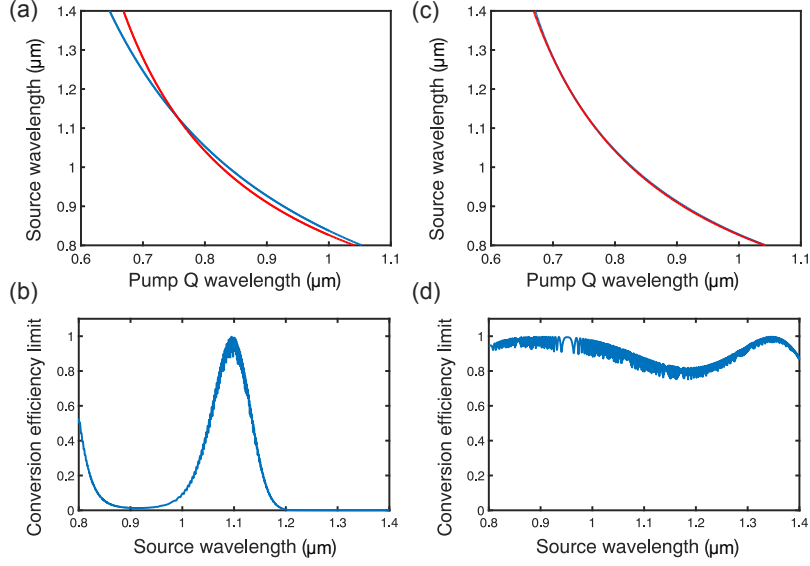 (a)
1.4
1.3
1.2
1.1
1
0.9
0.8
Source wavelength (μm)
0.6 0.7 0.8 0.9 1 1.1
Pump Q wavelength (μm)
(c)
1.4
1.3
1.2
1.1
1
0.9
0.8
Source wavelength (μm)
0.6 0.7 0.8 0.9 1 1.1
Pump Q wavelength (μm)
(b)
1
0.8
0.6
0.4
0.2
0
Conversion efficiency limit
0.8 0.9 1 1.1 1.2 1.3 1.4
Source wavelength (μm)
(d)
1
0.8
0.6
0.4
0.2
0
Conversion efficiency limit
0.8 0.9 1 1.1 1.2 1.3 1.4
Source wavelength (μm)